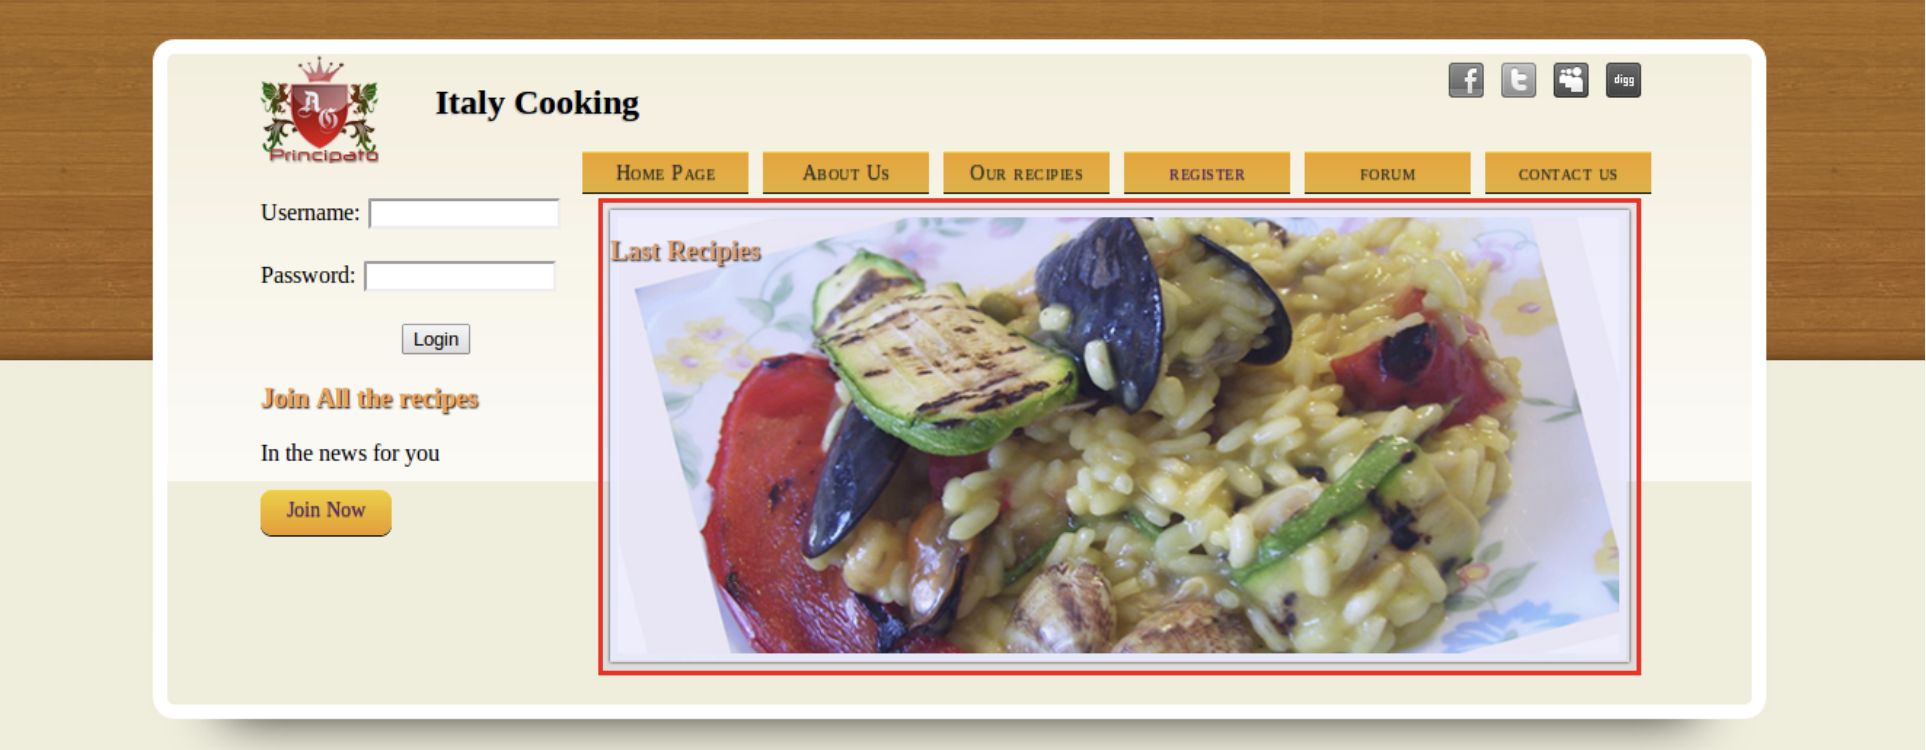 A G
Principato
Italy Cooking
f t digg
Home Page About Us Our recipies register forum contact us
Username:
Password:
Login
Join All the recipes
In the news for you
Join Now
Last Recipies